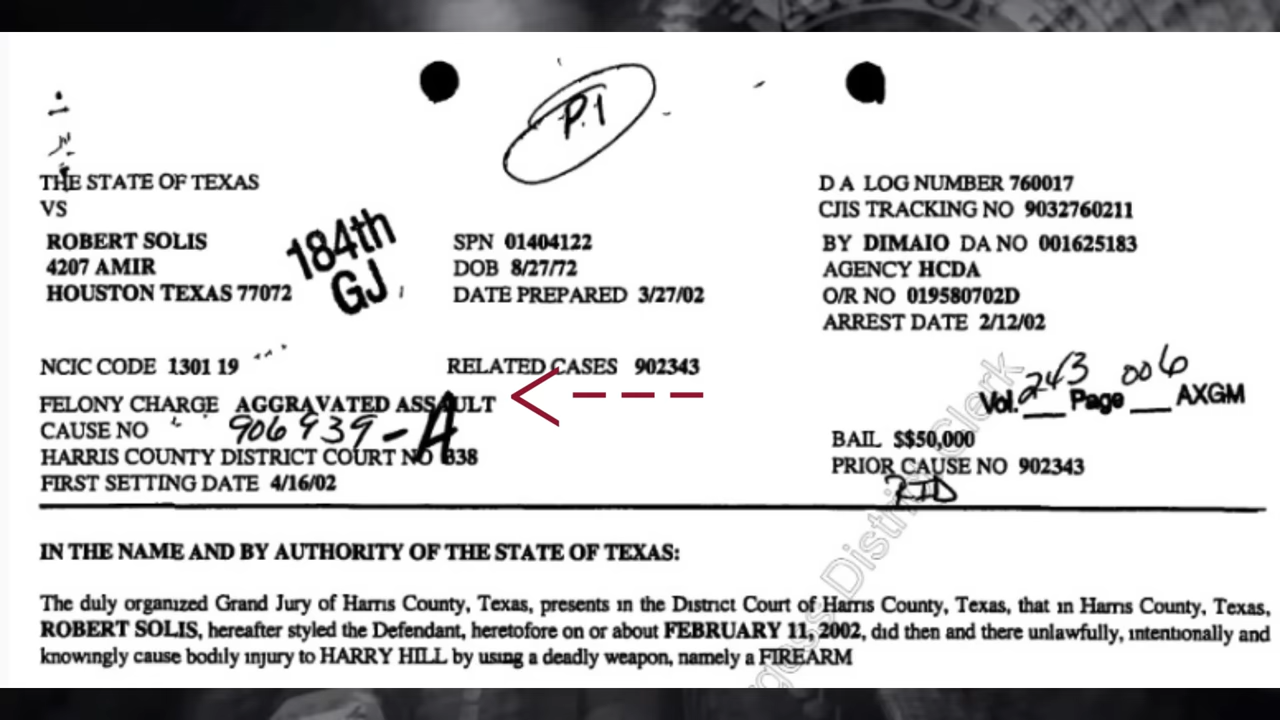 P.1
THE STATE OF TEXAS
VS
ROBERT SOLIS
4207 AMIR
HOUSTON TEXAS 77072
184th
GJ
SPN 01404122
DOB 8/27/72
DATE PREPARED 3/27/02
D A LOG NUMBER 760017
CJIS TRACKING NO 9032760211
BY DIMAIO DA NO 001625183
AGENCY HCDA
O/R NO 019580702D
ARREST DATE 2/12/02
NCIC CODE 1301 19
RELATED CASES 902343
FELONY CHARGE AGGRAVATED ASSAULT
CAUSE NO 906939-A
HARRIS COUNTY DISTRICT COURT NO 338
FIRST SETTING DATE 4/16/02
Vol. 243 Page 006 AXGM
BAIL $$50,000
PRIOR CAUSE NO 902343
IN THE NAME AND BY AUTHORITY OF THE STATE OF TEXAS:
The duly organized Grand Jury of Harris County, Texas, presents in the District Court of Harris County, Texas, that in Harris County, Texas,
ROBERT SOLIS, hereafter styled the Defendant, heretofore on or about FEBRUARY 11, 2002, did then and there unlawfully, intentionally and
knowingly cause bodily injury to HARRY HILL by using a deadly weapon, namely a FIREARM
District Clerk